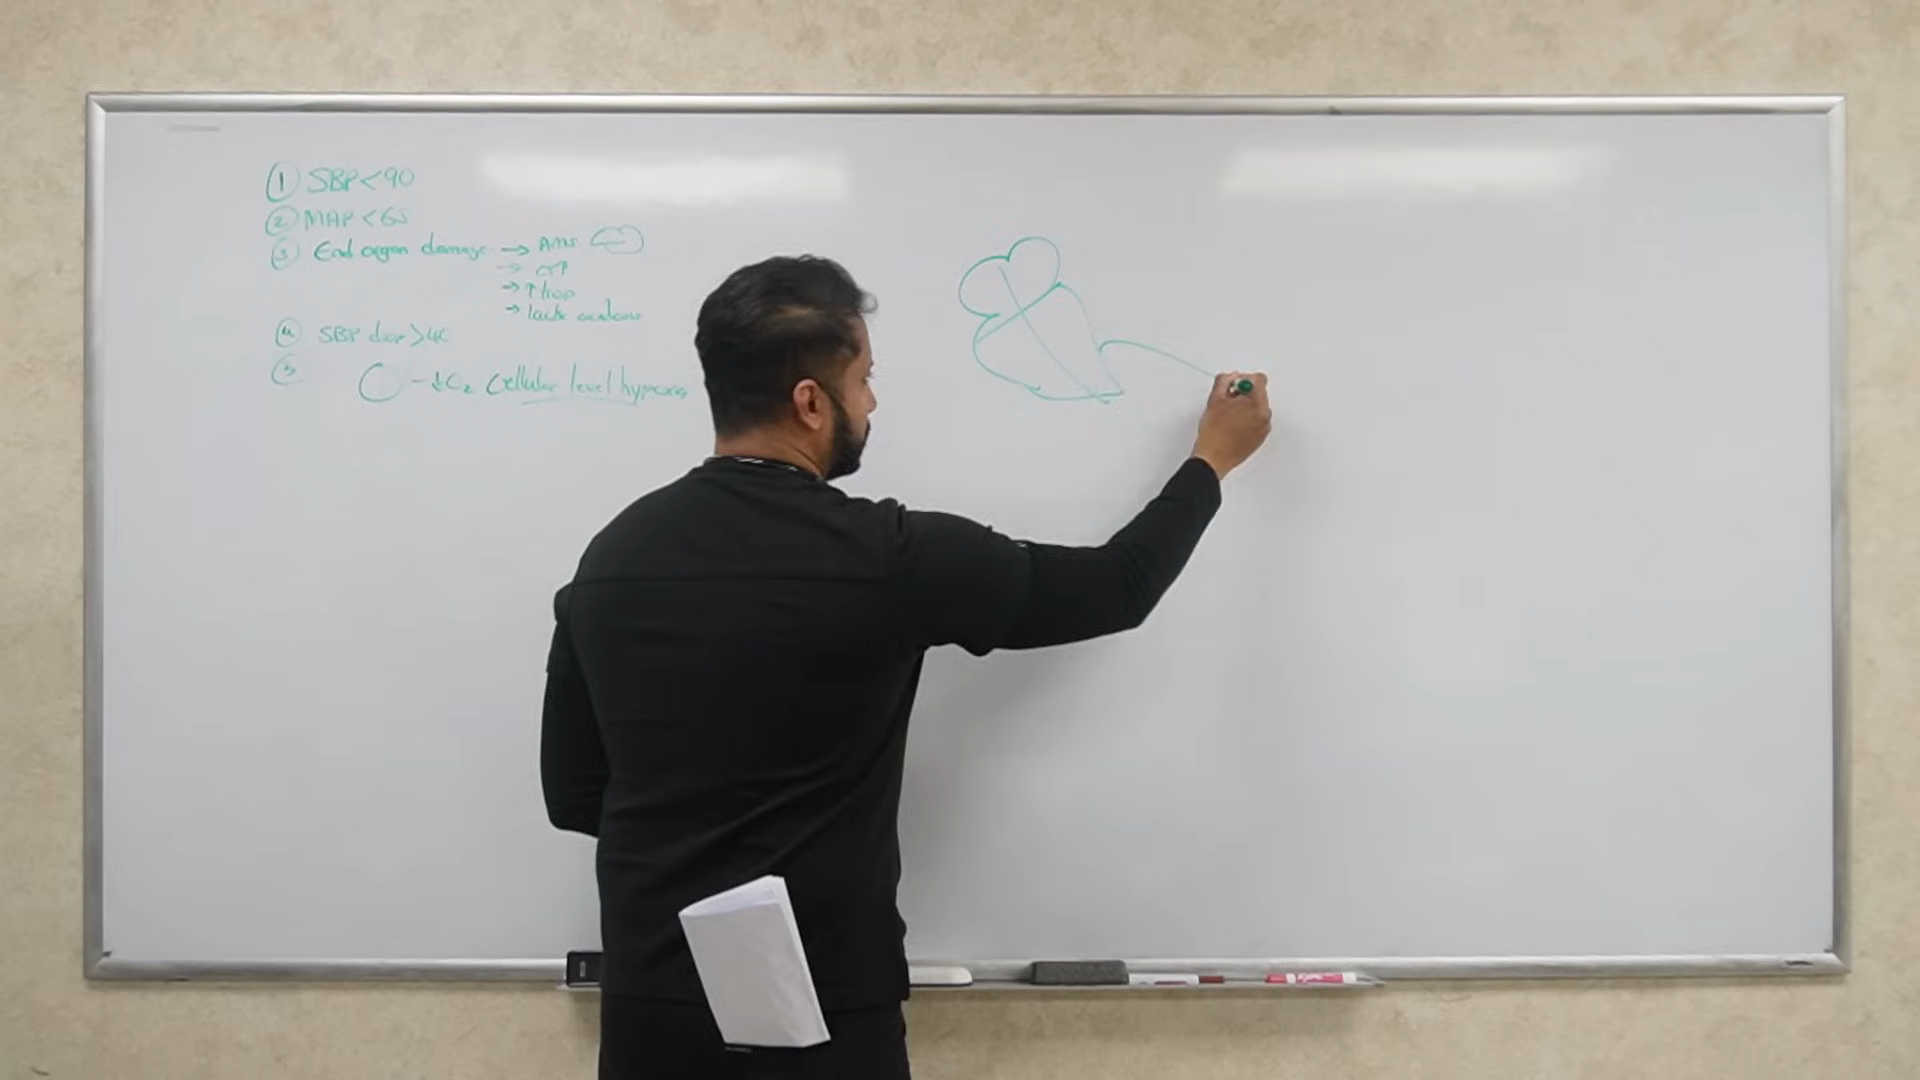 ① SBP < 90
② MAP < 65
③ End organ damage → AMS
→ ↑ trop
→ lactic acidosis
④ SBP drop > 40
⑤
- ↓ O₂ Cellular level hypoxia